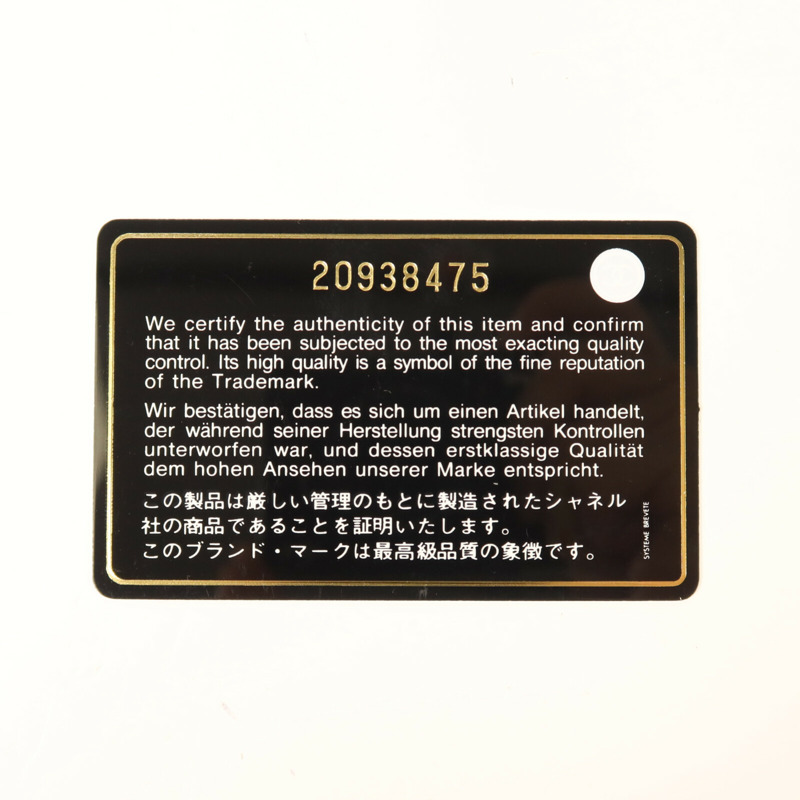 20938475
We certify the authenticity of this item and confirm
that it has been subjected to the most exacting quality
control. Its high quality is a symbol of the fine reputation
of the Trademark.
Wir bestätigen, dass es sich um einen Artikel handelt,
der während seiner Herstellung strengsten Kontrollen
unterworfen war, und dessen erstklassige Qualität
dem hohen Ansehen unserer Marke entspricht.
この製品は厳しい管理のもとに製造されたシャネル
社の商品であることを証明いたします。
このブランド・マークは最高級品質の象徴です。
SYSTEME BREVETE